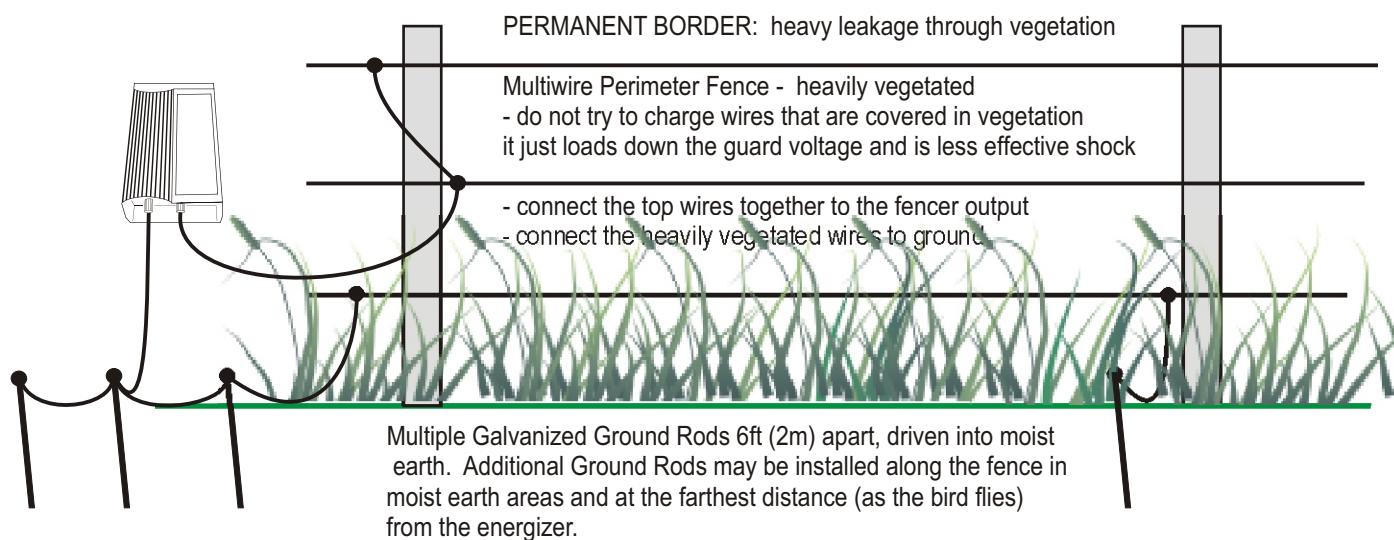 PERMANENT BORDER: heavy leakage through vegetation
Multiwire Perimeter Fence - heavily vegetated
- do not try to charge wires that are covered in vegetation
it just loads down the guard voltage and is less effective shock
- connect the top wires together to the fencer output
- connect the heavily vegetated wires to ground
Multiple Galvanized Ground Rods 6ft (2m) apart, driven into moist
earth. Additional Ground Rods may be installed along the fence in
moist earth areas and at the farthest distance (as the bird flies)
from the energizer.